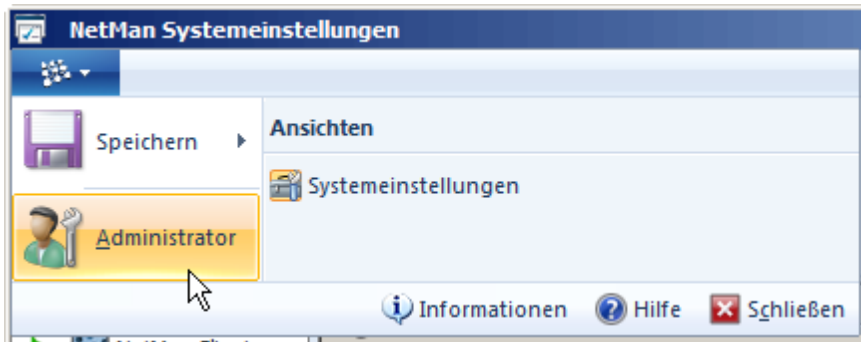 NetMan Systemeinstellungen
Speichern
Ansichten
Systemeinstellungen
Administrator
Informationen
Hilfe
Schließen